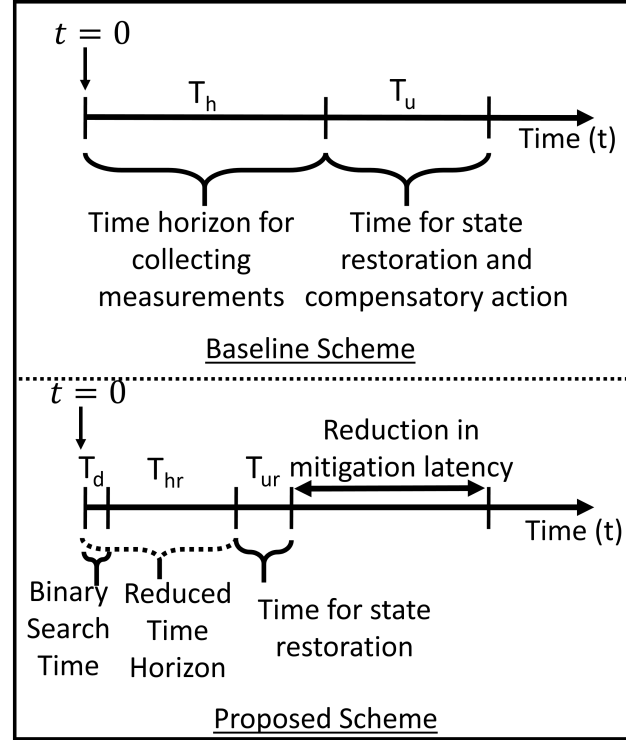 t = 0
T_h T_u
Time (t)
Time horizon for
collecting
measurements
Time for state
restoration and
compensatory action
Baseline Scheme
t = 0
Reduction in
mitigation latency
T_d T_hr T_ur
Time (t)
Binary
Search
Time
Reduced
Time
Horizon
Time for state
restoration
Proposed Scheme